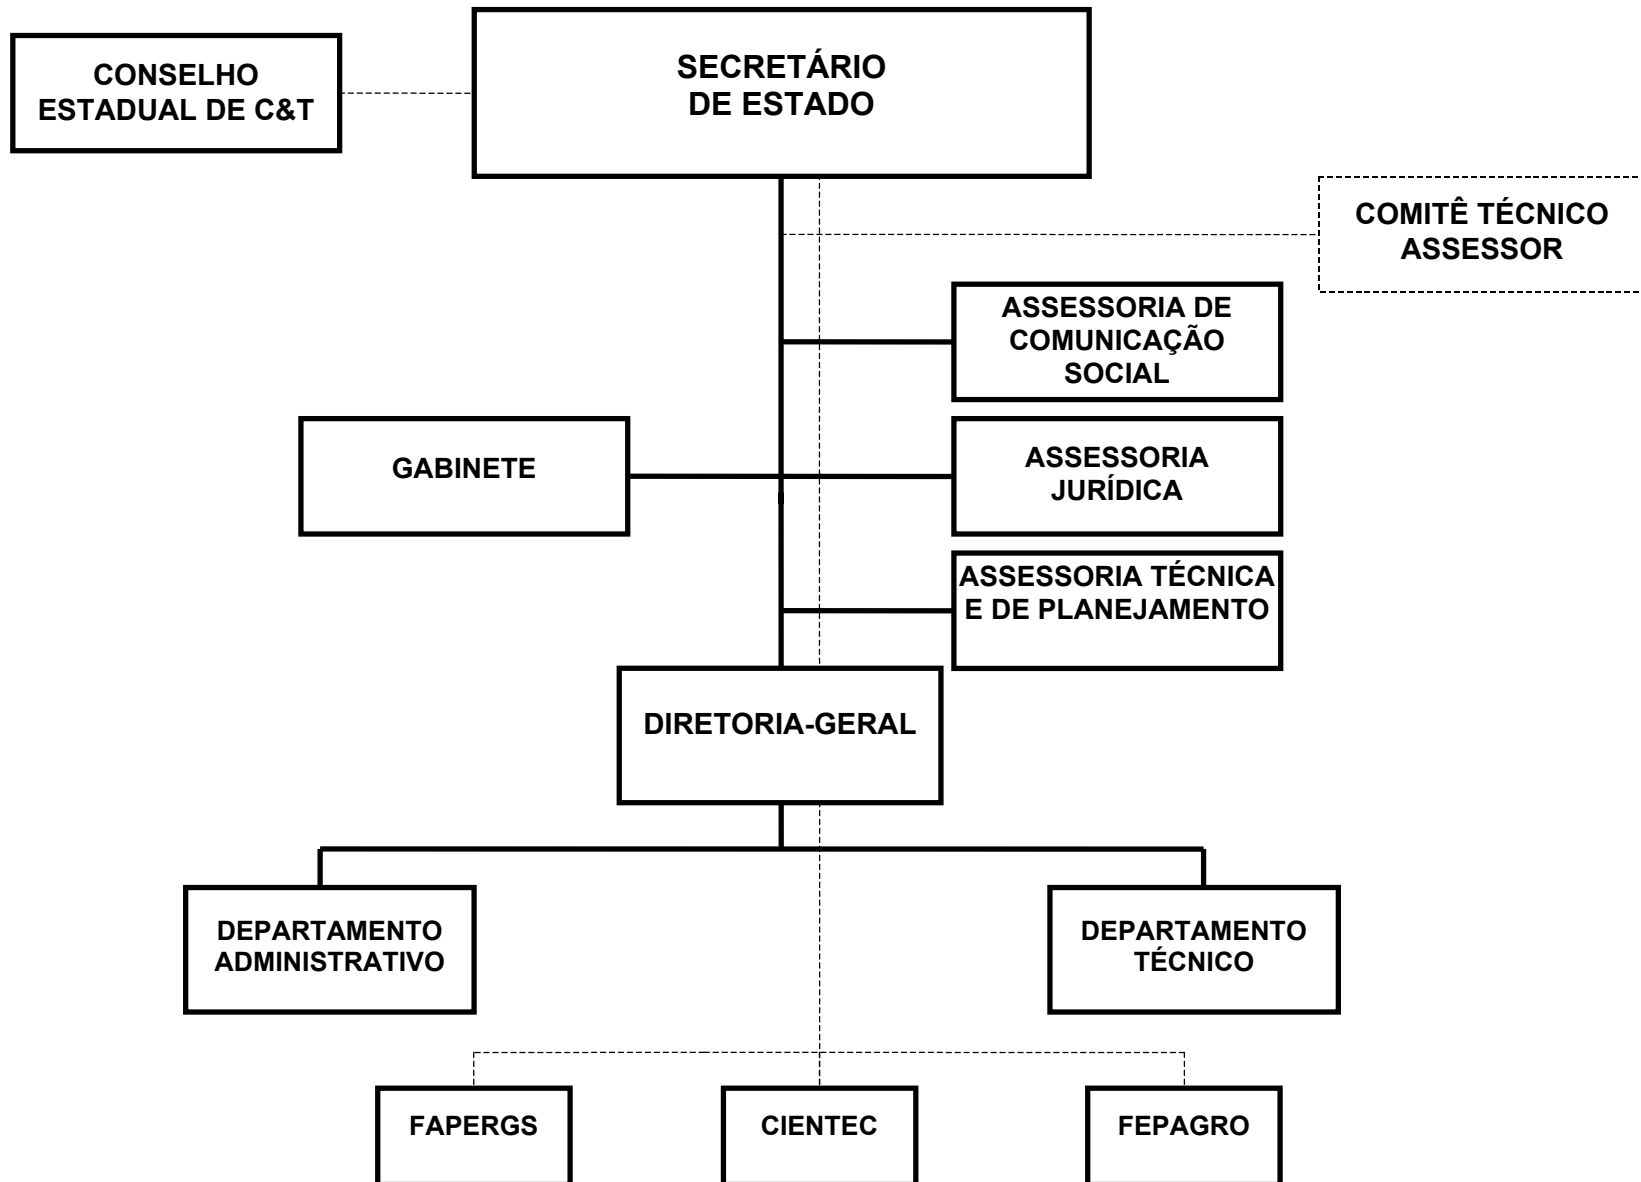 CONSELHO
ESTADUAL DE C&T
SECRETÁRIO
DE ESTADO
COMITÊ TÉCNICO
ASSESSOR
ASSESSORIA DE
COMUNICAÇÃO
SOCIAL
GABINETE
ASSESSORIA
JURÍDICA
ASSESSORIA TÉCNICA
E DE PLANEJAMENTO
DIRETORIA-GERAL
DEPARTAMENTO
ADMINISTRATIVO
DEPARTAMENTO
TÉCNICO
FAPERGS
CIENTEC
FEPAGRO